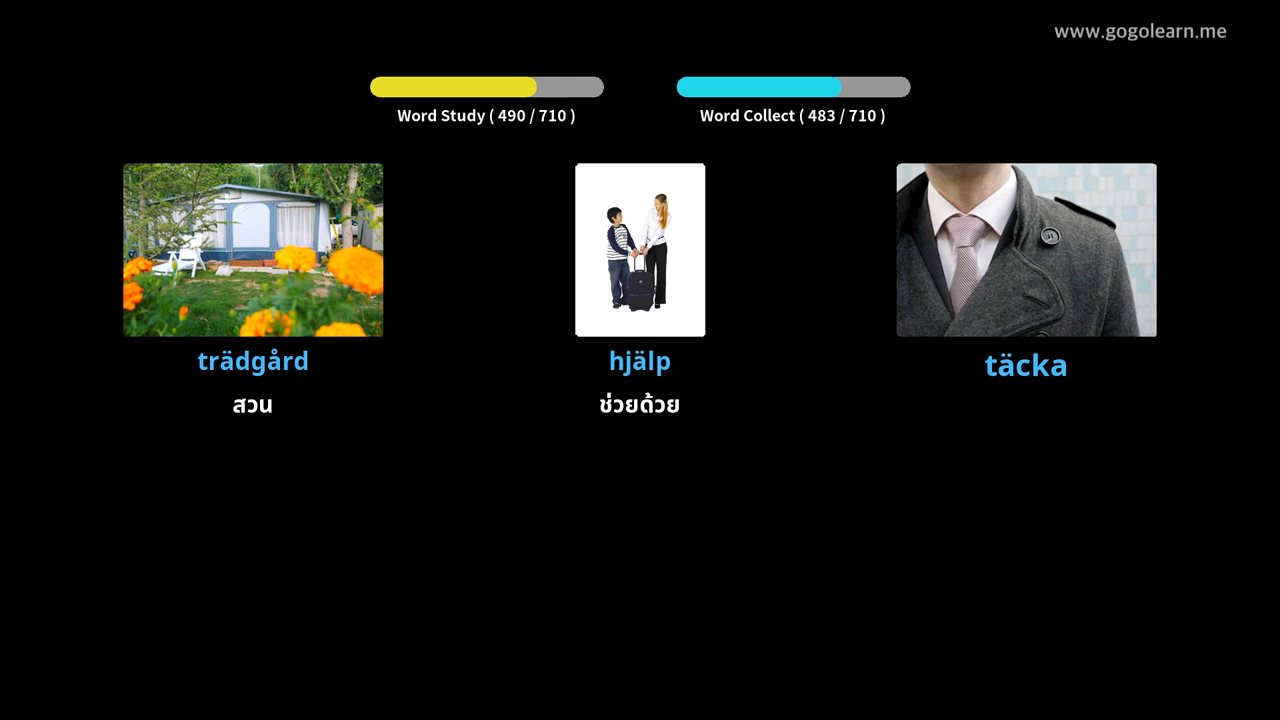 www.gogolearn.me
Word Study ( 490 / 710 )
Word Collect ( 483 / 710 )
trädgård
hjälp
täcka
สวน
ช่วยด้วย